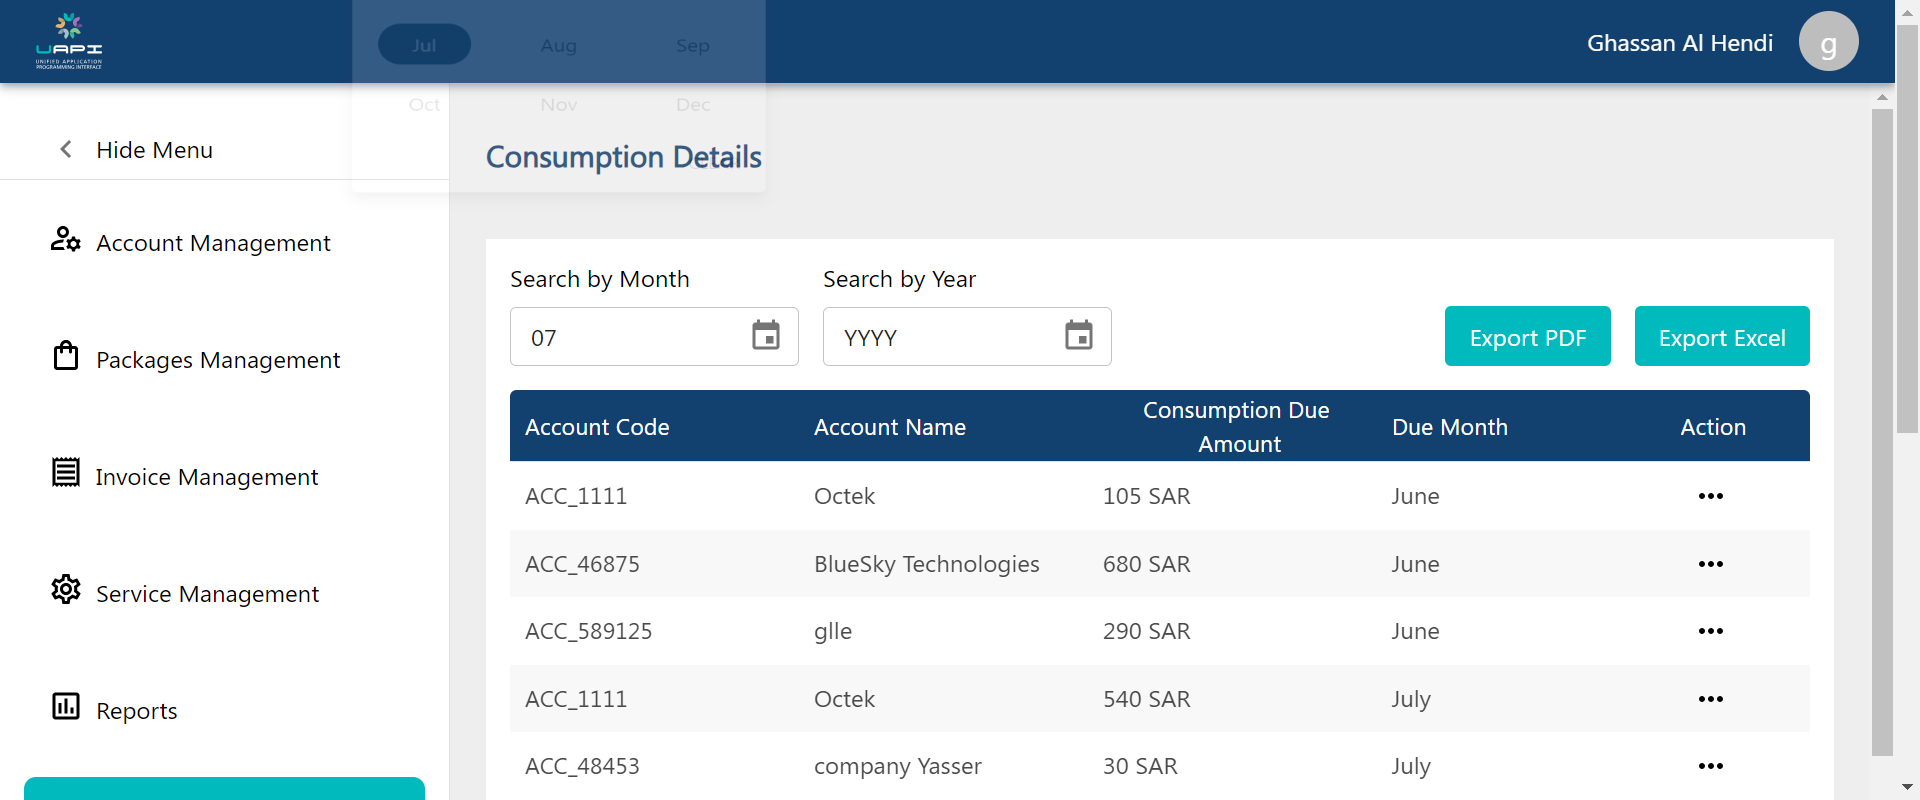 UAPI
UNIFIED APPLICATION
PROGRAMMING INTERFACE
Jul Aug Sep
Oct Nov Dec
Ghassan Al Hendi
g
Hide Menu
Account Management
Packages Management
Invoice Management
Service Management
Reports
Consumption Details
Search by Month Search by Year
07 YYYY Export PDF Export Excel
Account Code Account Name Consumption Due Amount Due Month Action
ACC_1111 Octek 105 SAR June
ACC_46875 BlueSky Technologies 680 SAR June
ACC_589125 glle 290 SAR June
ACC_1111 Octek 540 SAR July
ACC_48453 company Yasser 30 SAR July